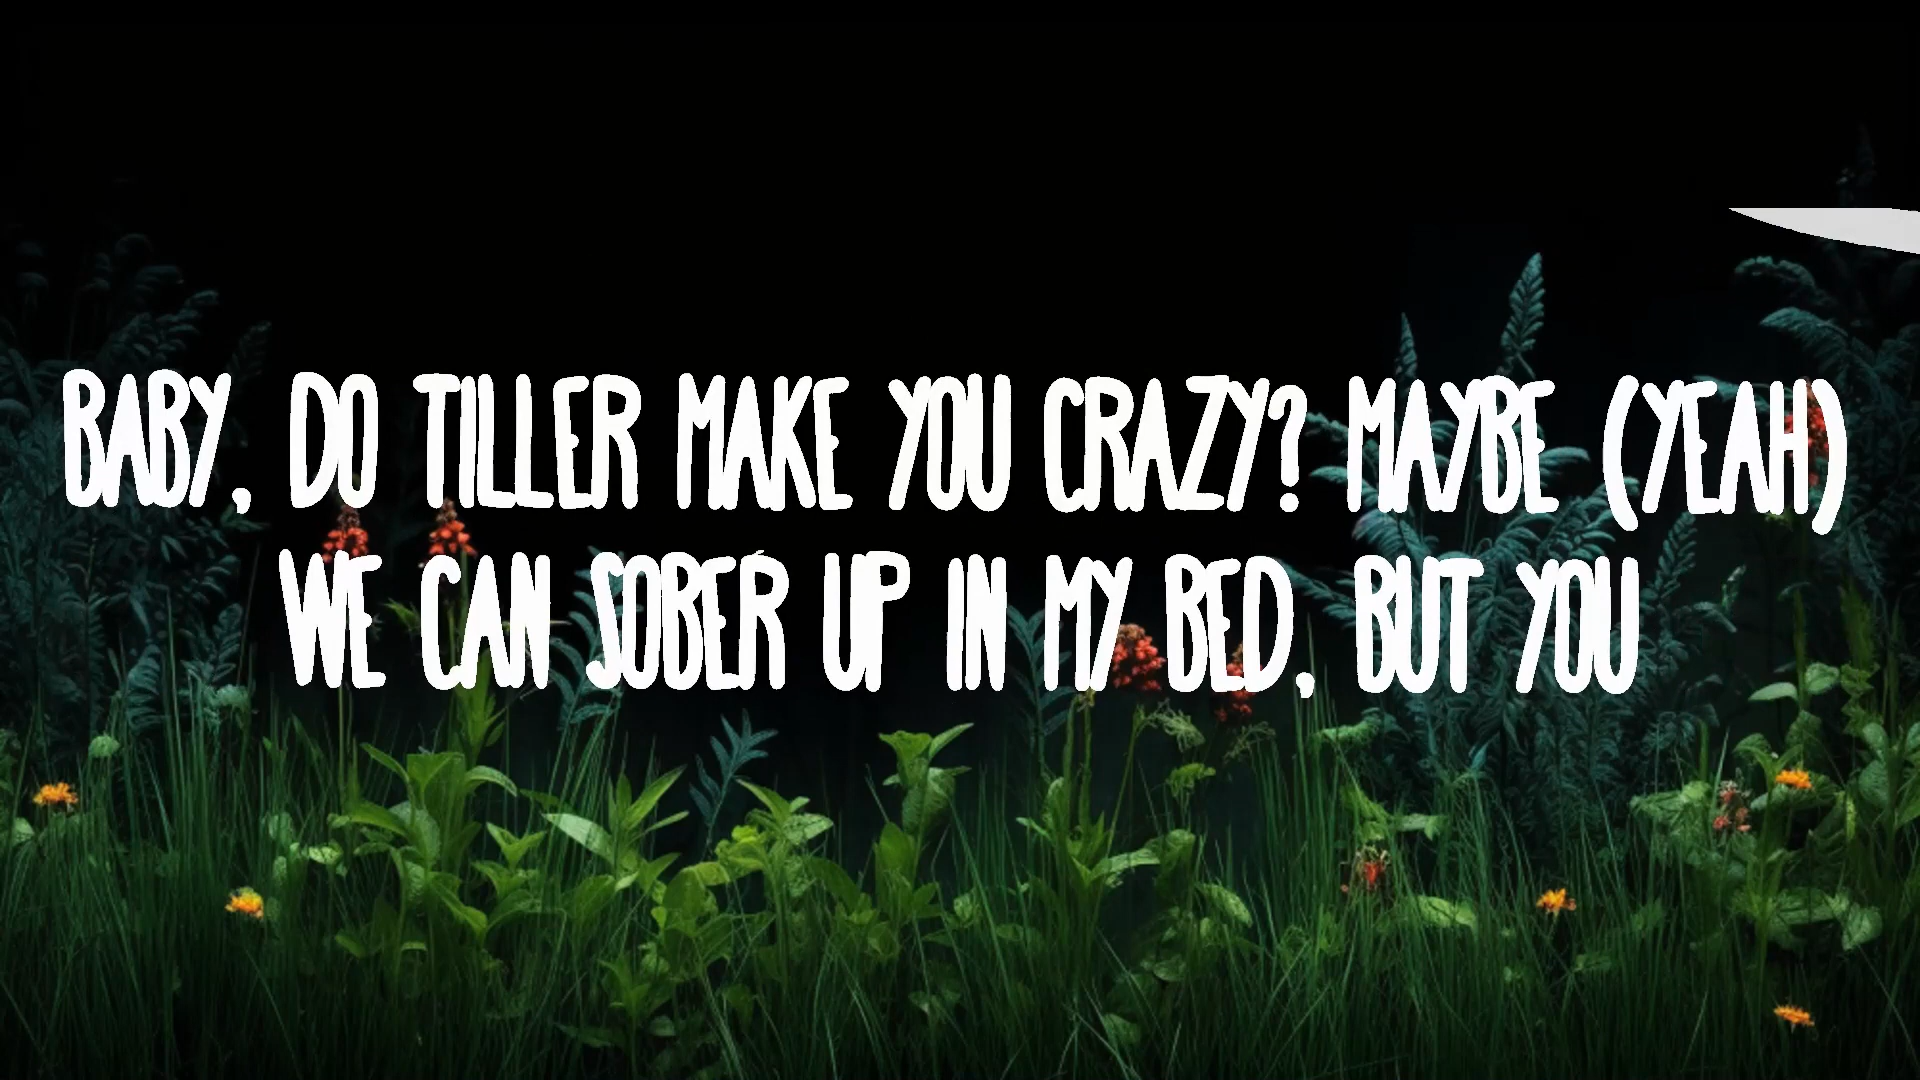 BABY, DO TILLER MAKE YOU CRAZY? MAYBE (YEAH)
WE CAN SOBER UP IN MY BED, BUT YOU